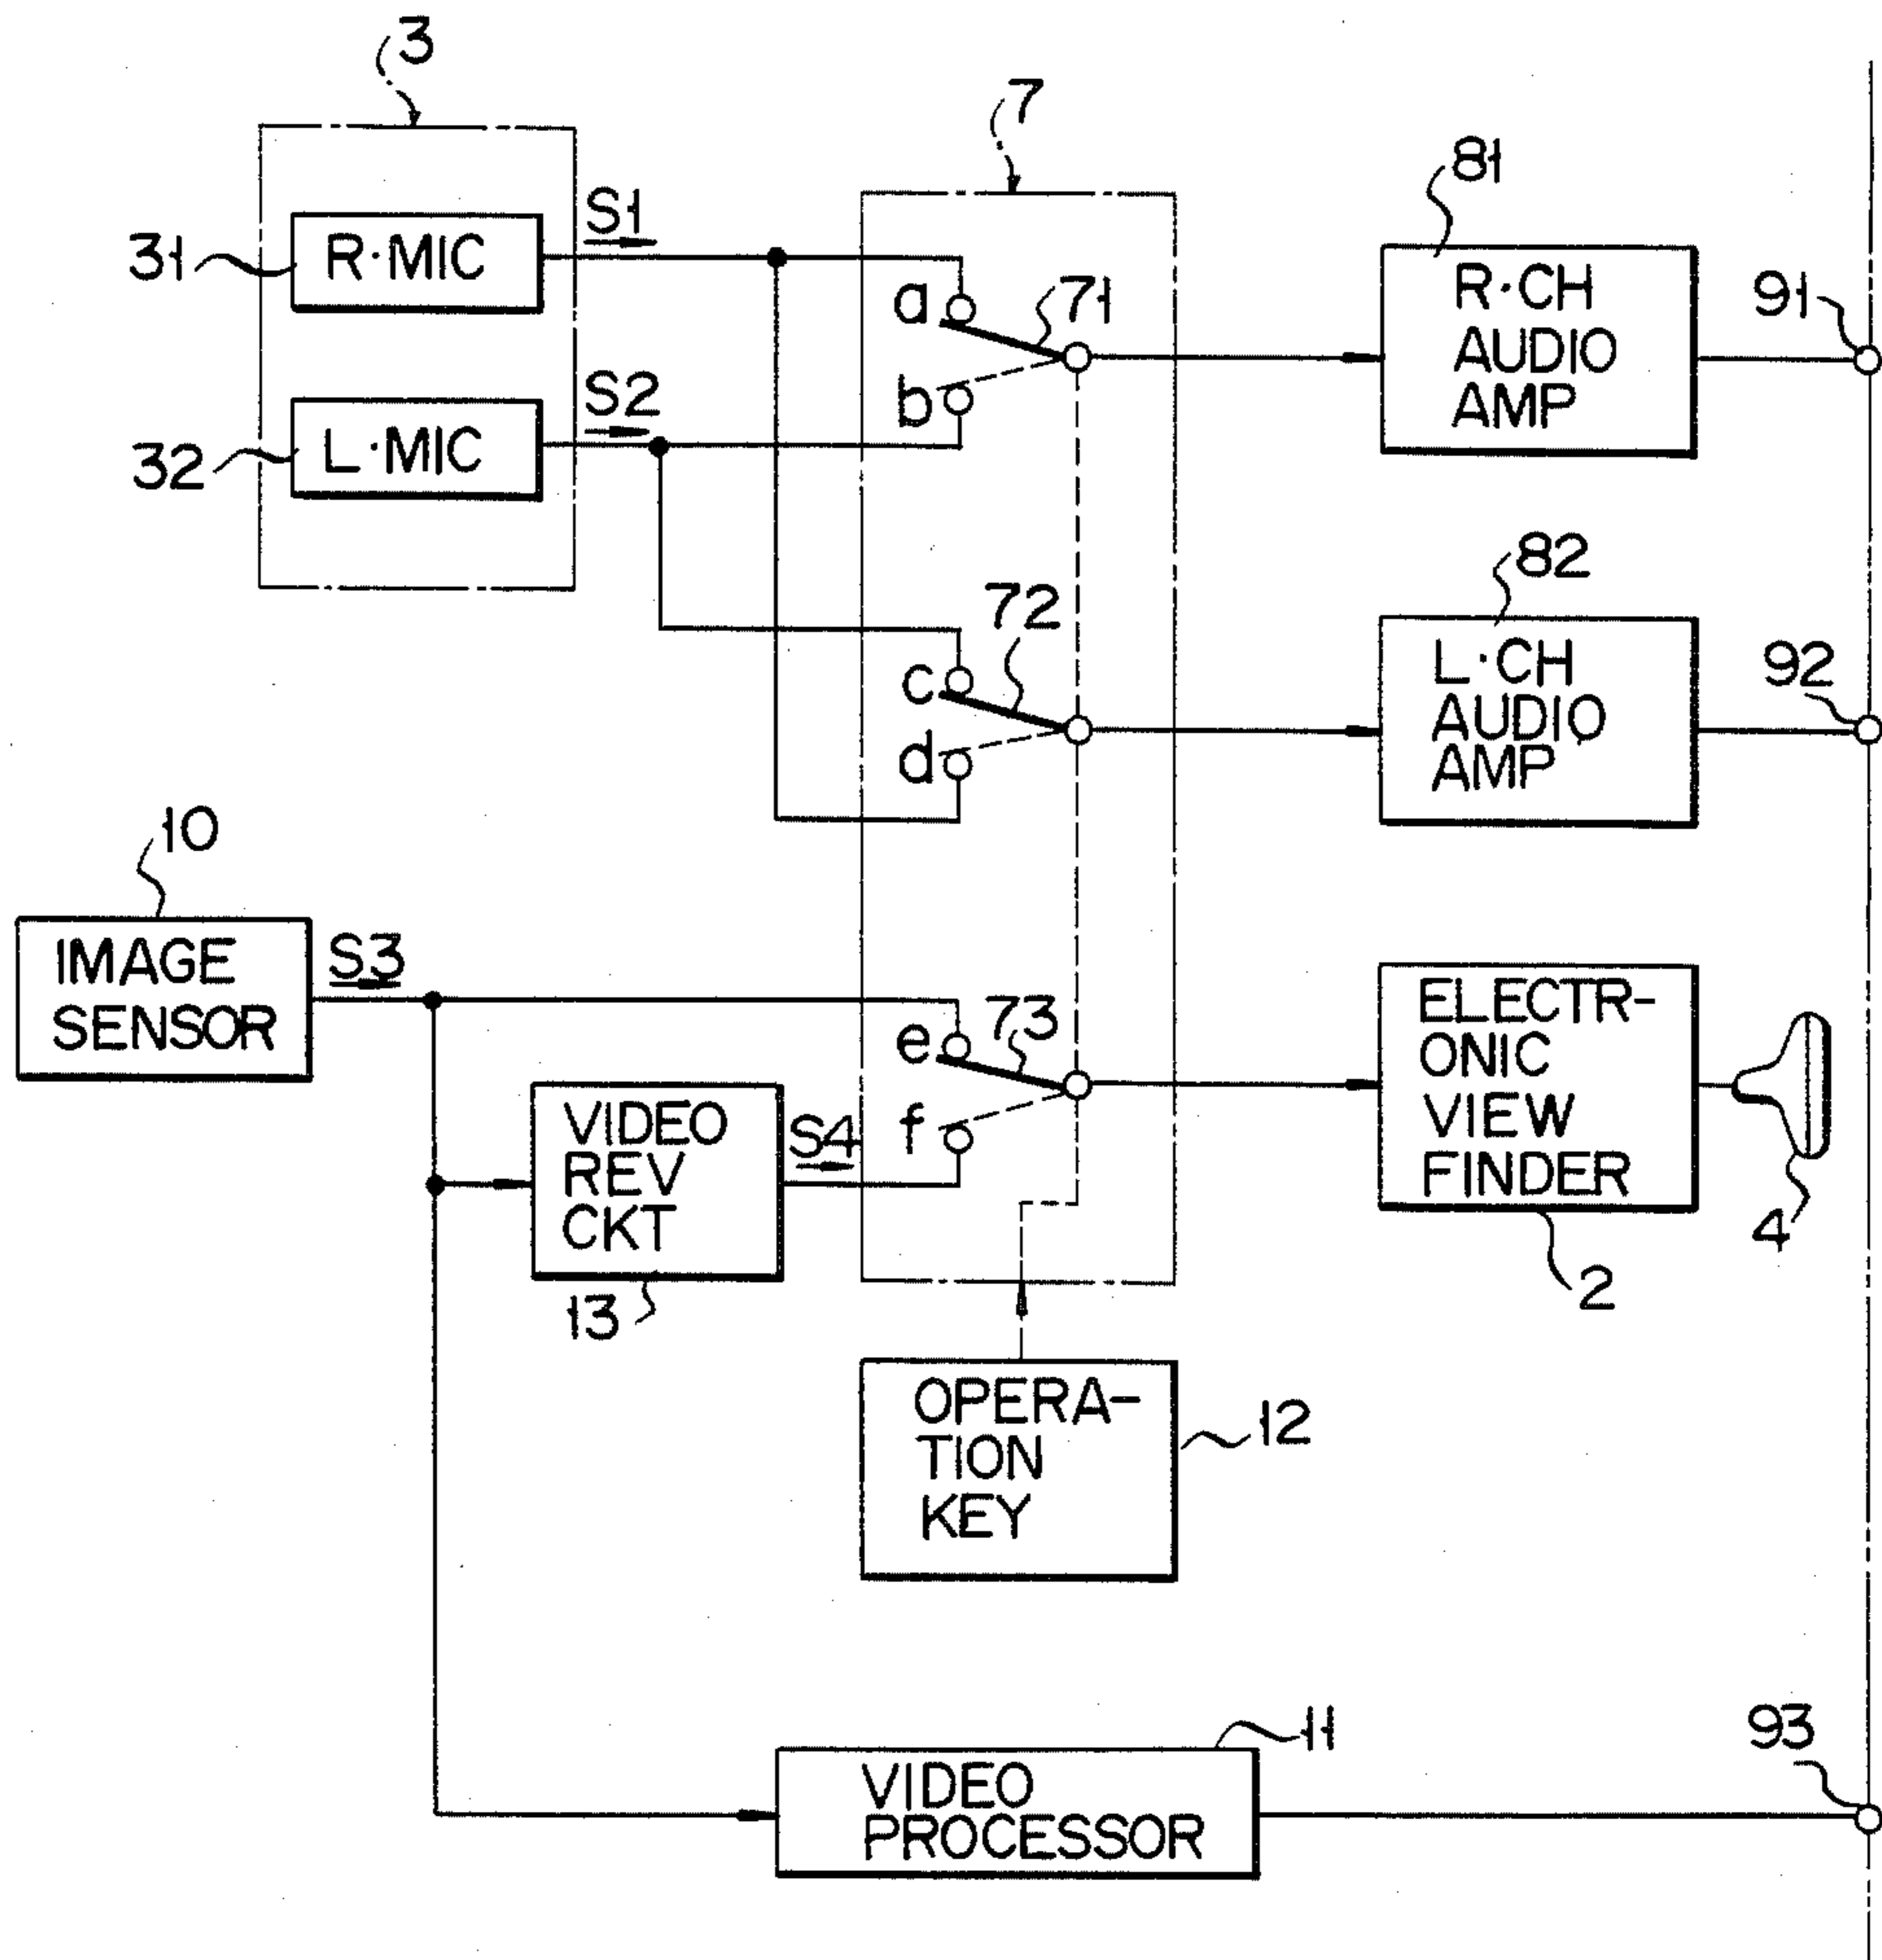 3
7
81
S1
31
R·MIC
a
71
R·CH
AUDIO
AMP
91
S2
32
L·MIC
b
82
72
c
L·CH
AUDIO
AMP
92
d
10
IMAGE
SENSOR
S3
e
73
ELECTR-
ONIC
VIEW
FINDER
VIDEO
REV
CKT
S4
f
4
13
2
OPERA-
TION
KEY
12
11
93
VIDEO
PROCESSOR